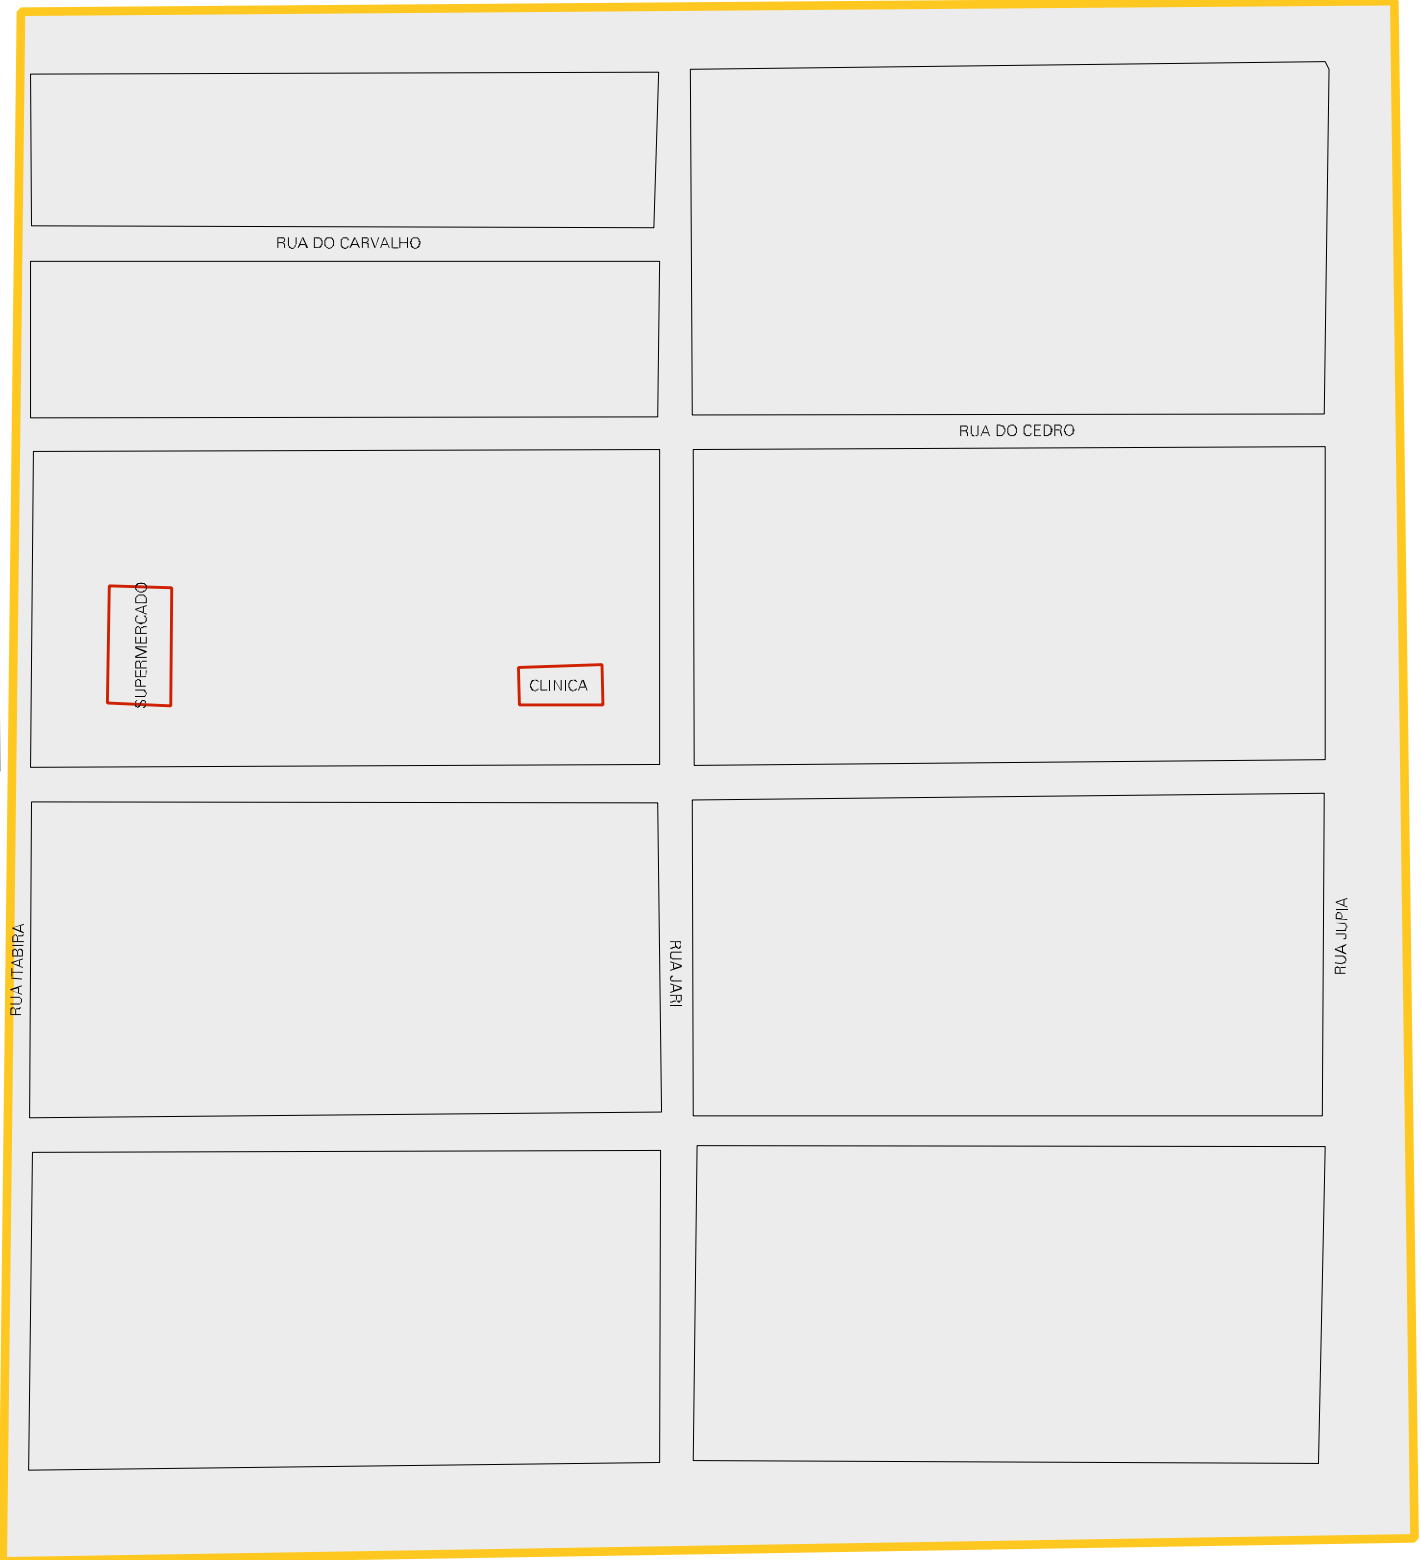 RUA DO CARVALHO
RUA DO CEDRO
SUPERMERCADO
CLINICA
RUA ITABIRA
RUA JARI
RUA JUPIA